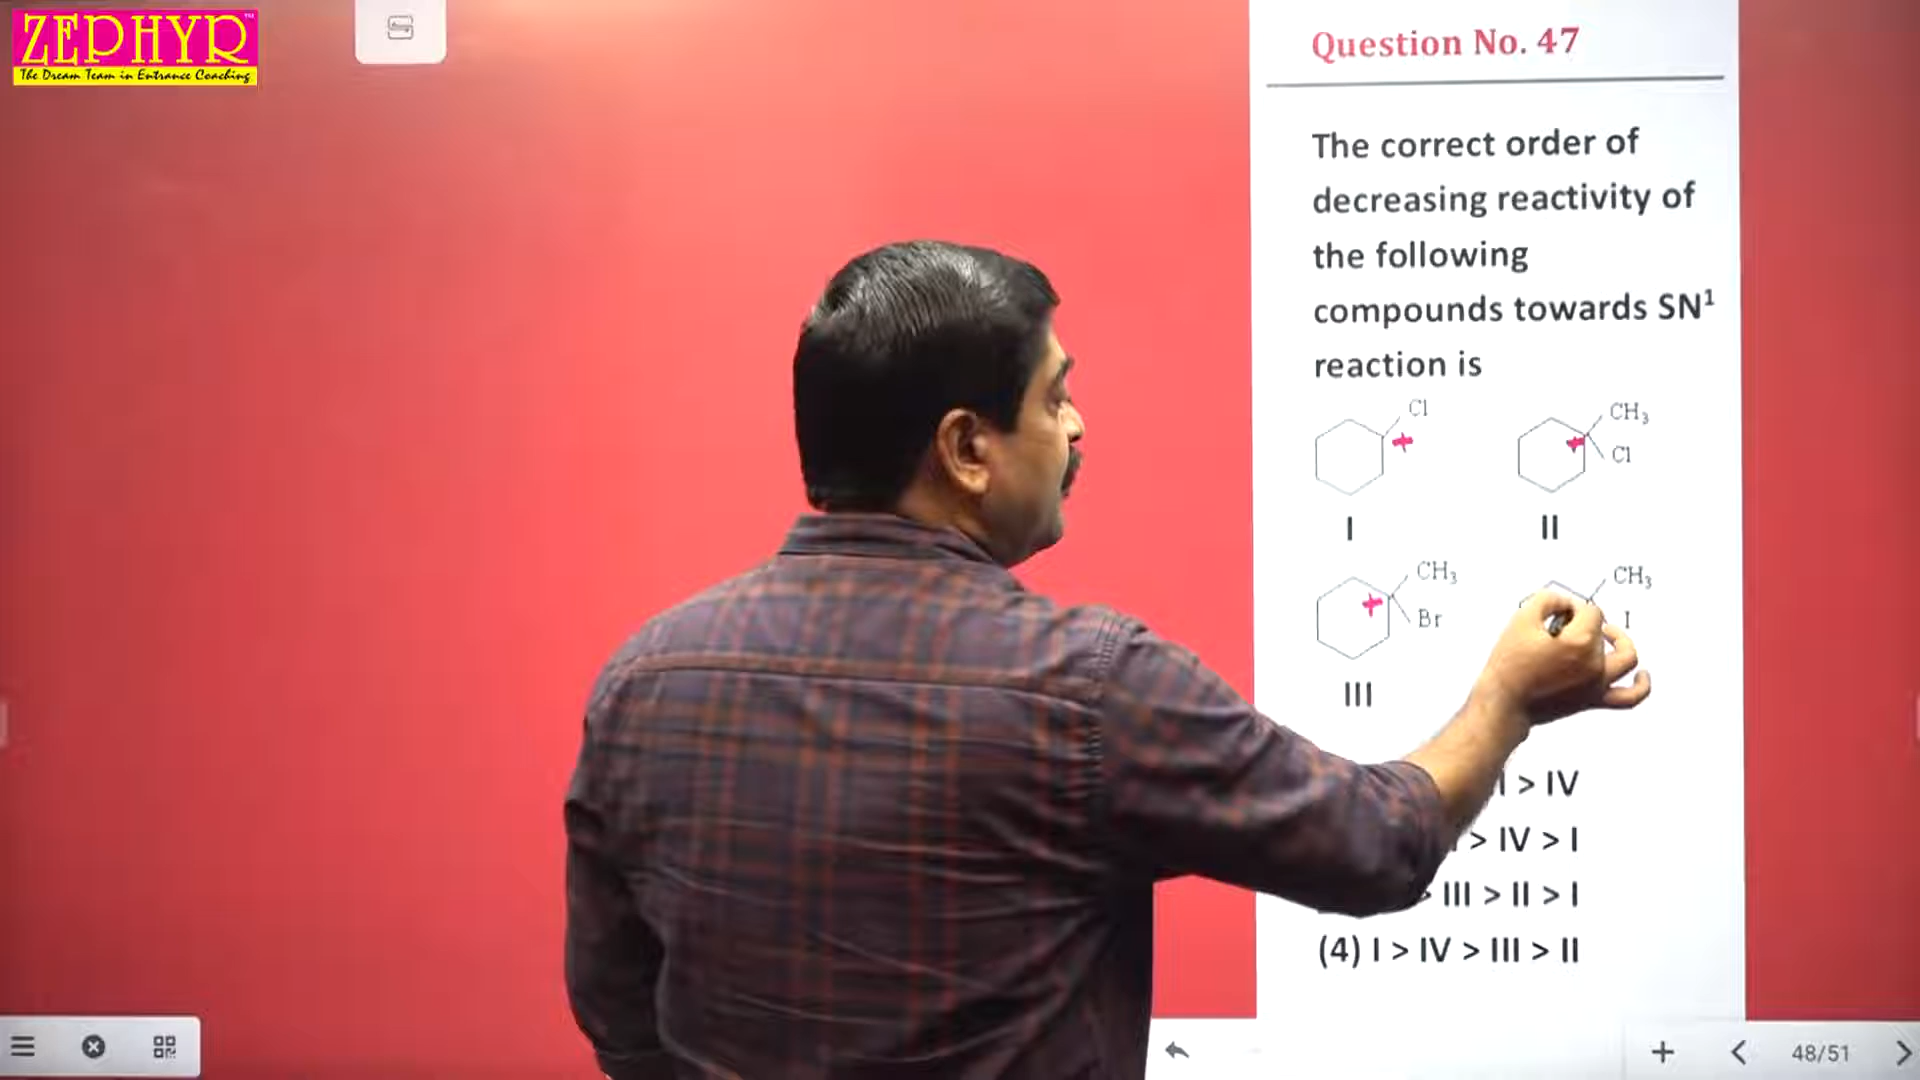 ZEPHYR™
The Dream Team in Entrance Coaching
Question No. 47
The correct order of
decreasing reactivity of
the following
compounds towards SN¹
reaction is
Cl
CH₃
Cl
I
II
CH₃
Br
CH₃
I
III
> IV
> IV > I
III > II > I
(4) I > IV > III > II
48/51